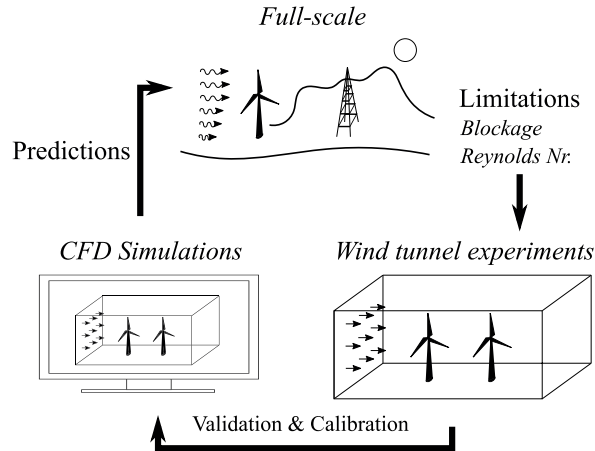 Full-scale
Limitations
Blockage
Reynolds Nr.
Predictions
CFD Simulations
Wind tunnel experiments
Validation & Calibration